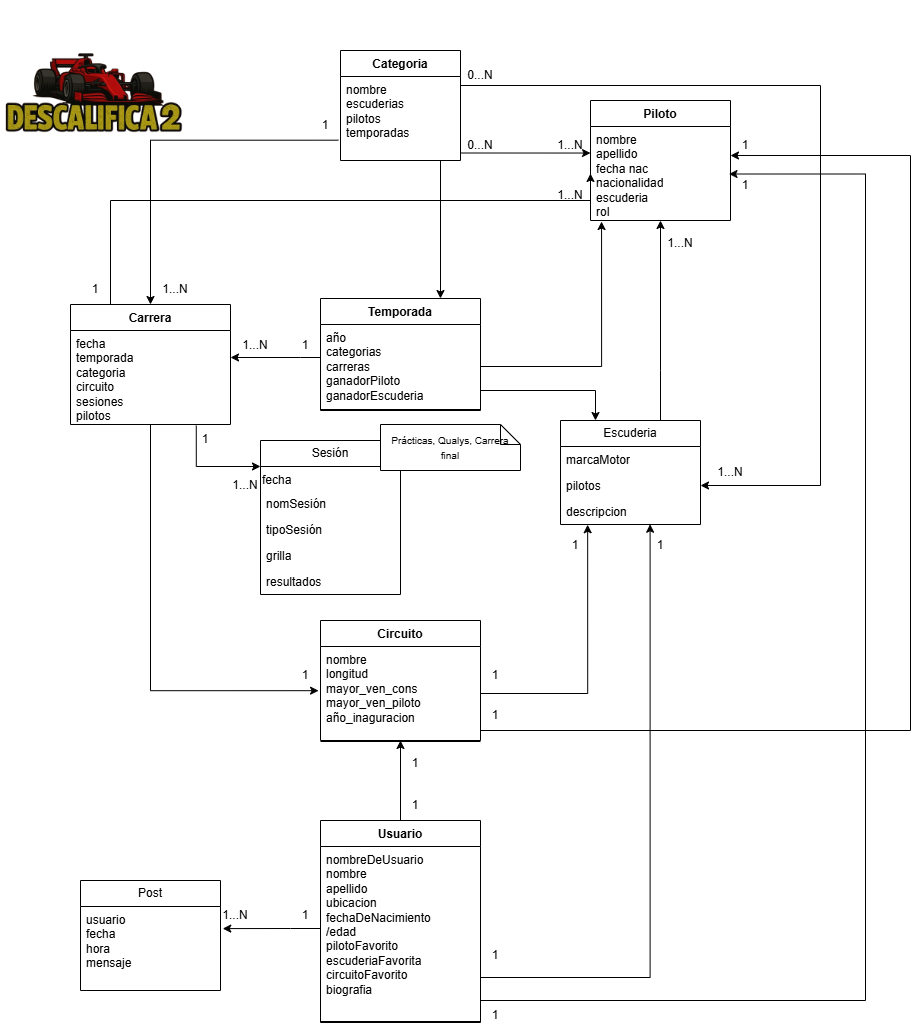 DESCALIFICA2
Categoria
nombre
escuderias
pilotos
temporadas
0...N
0...N
1...N
1
Piloto
nombre
apellido
fecha nac
nacionalidad
escuderia
rol
1
1
1...N
1...N
1
1...N
Carrera
fecha
temporada
categoria
circuito
sesiones
pilotos
1...N
1
Temporada
año
categorias
carreras
ganadorPiloto
ganadorEscuderia
Escuderia
marcaMotor
pilotos
descripcion
1...N
1
1
1
1...N
Sesión
fecha
nomSesión
tipoSesión
grilla
resultados
Prácticas, Qualys, Carrera
final
Circuito
nombre
longitud
mayor_ven_cons
mayor_ven_piloto
año_inaguracion
1
1
1
1
1
Usuario
nombreDeUsuario
nombre
apellido
ubicacion
fechaDeNacimiento
/edad
pilotoFavorito
escuderiaFavorita
circuitoFavorito
biografia
1
1
Post
usuario
fecha
hora
mensaje
1...N
1